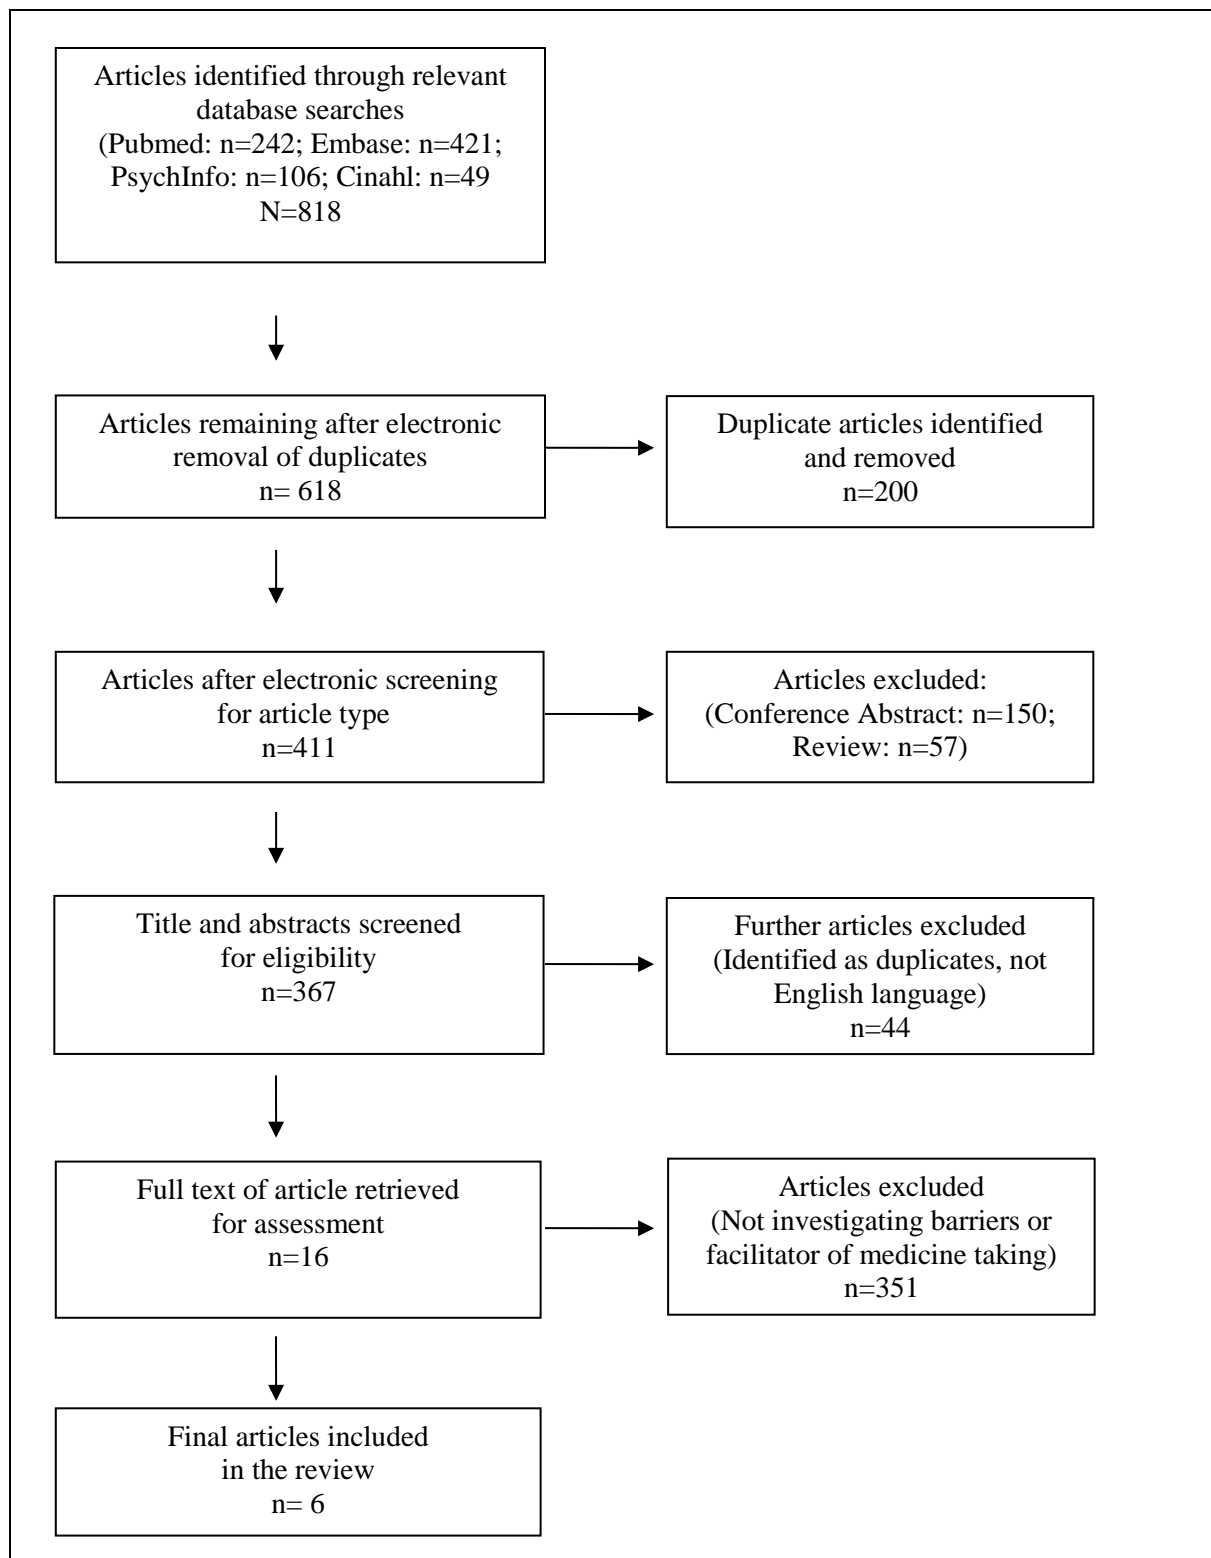 Articles identified through relevant
database searches
(Pubmed: n=242; Embase: n=421;
PsychInfo: n=106; Cinahl: n=49
N=818
Articles remaining after electronic
removal of duplicates
n= 618
Duplicate articles identified
and removed
n=200
Articles after electronic screening
for article type
n=411
Articles excluded:
(Conference Abstract: n=150;
Review: n=57)
Title and abstracts screened
for eligibility
n=367
Further articles excluded
(Identified as duplicates, not
English language)
n=44
Full text of article retrieved
for assessment
n=16
Articles excluded
(Not investigating barriers or
facilitator of medicine taking)
n=351
Final articles included
in the review
n= 6